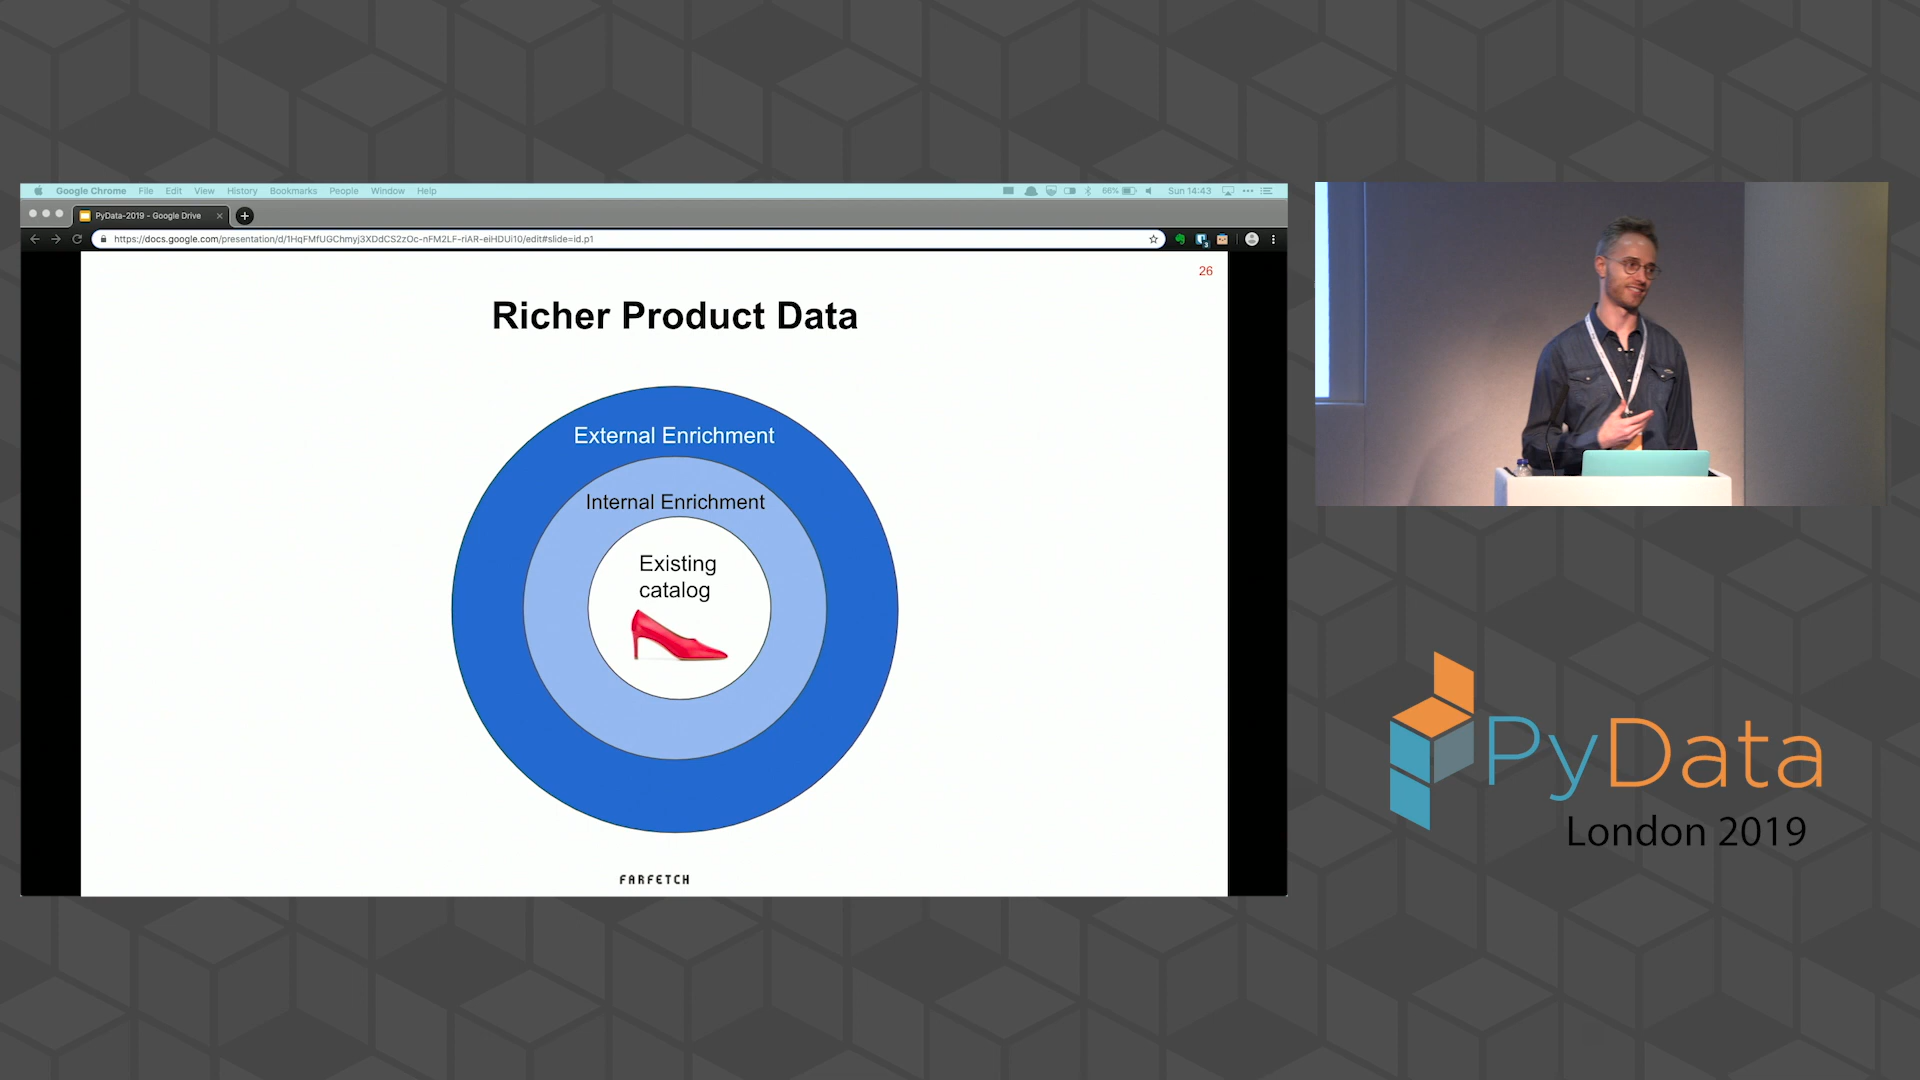 Google Chrome File Edit View History Bookmarks People Window Help
66% Sun 14:43
PyData-2019 - Google Drive
https://docs.google.com/presentation/d/1HqFMfUGChmyj3XDdCS2zOc-nFM2LF-riAR-eiHDUi10/edit#slide=id.p1
26
Richer Product Data
External Enrichment
Internal Enrichment
Existing
catalog
FARFETCH
PyData
London 2019